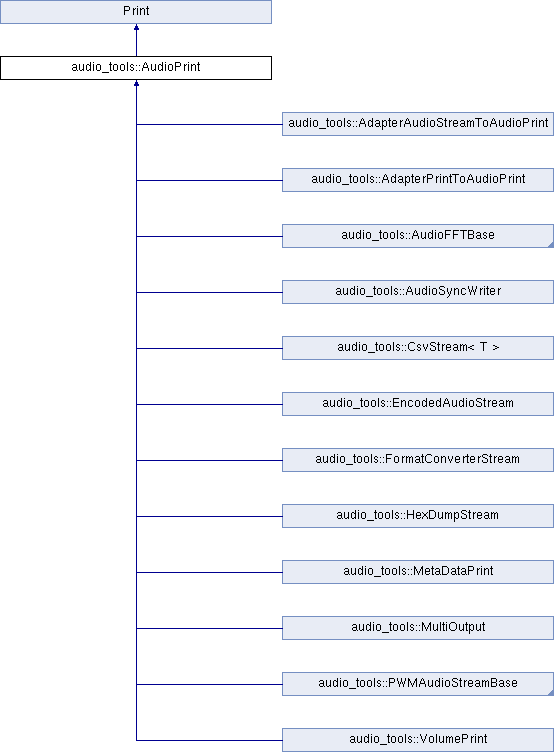 Print
audio_tools::AudioPrint
audio_tools::AdapterAudioStreamToAudioPrint
audio_tools::AdapterPrintToAudioPrint
audio_tools::AudioFFTBase
audio_tools::AudioSyncWriter
audio_tools::CsvStream< T >
audio_tools::EncodedAudioStream
audio_tools::FormatConverterStream
audio_tools::HexDumpStream
audio_tools::MetaDataPrint
audio_tools::MultiOutput
audio_tools::PWMAudioStreamBase
audio_tools::VolumePrint